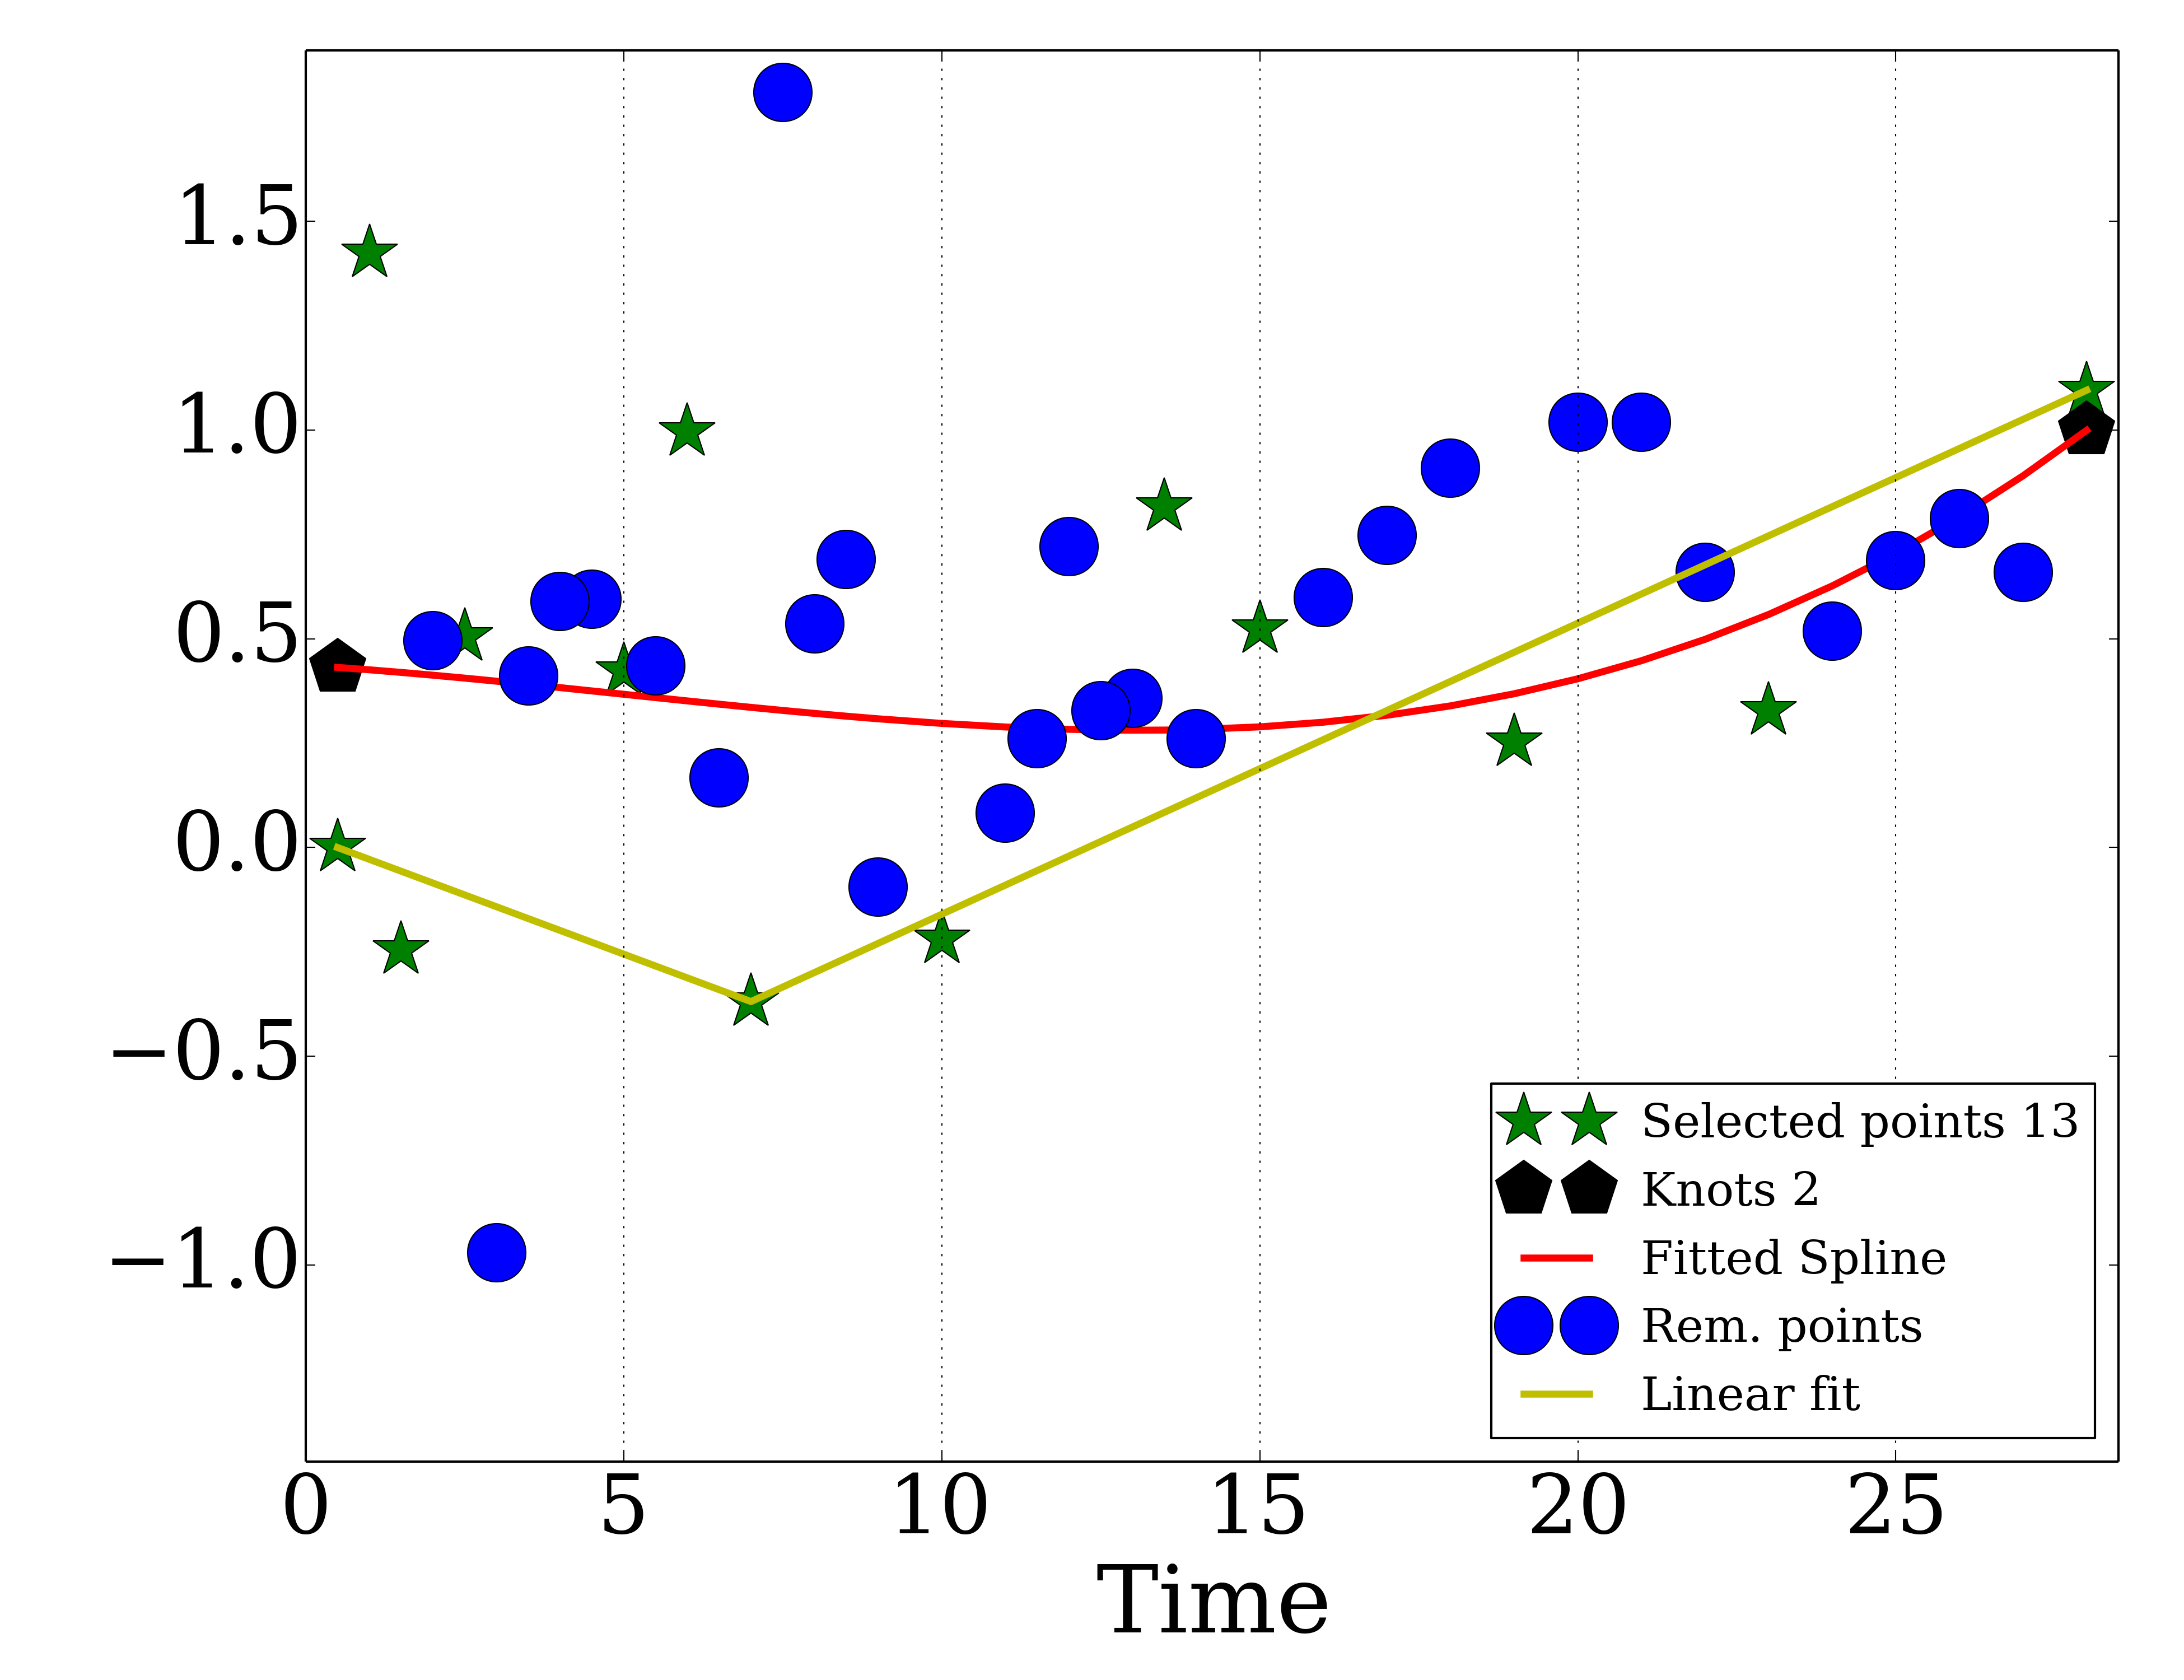 1.5
1.0
0.5
0.0
−0.5
−1.0
0 5 10 15 20 25
Time
Selected points 13
Knots 2
Fitted Spline
Rem. points
Linear fit